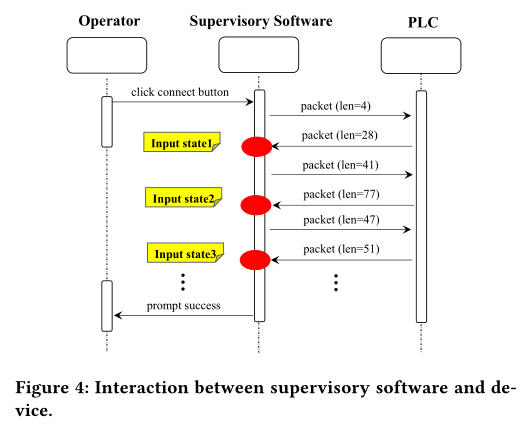 Operator Supervisory Software PLC
click connect button
packet (len=4)
packet (len=28)
Input state1
packet (len=41)
packet (len=77)
Input state2
packet (len=47)
packet (len=51)
Input state3
prompt success
Figure 4: Interaction between supervisory software and de-
vice.